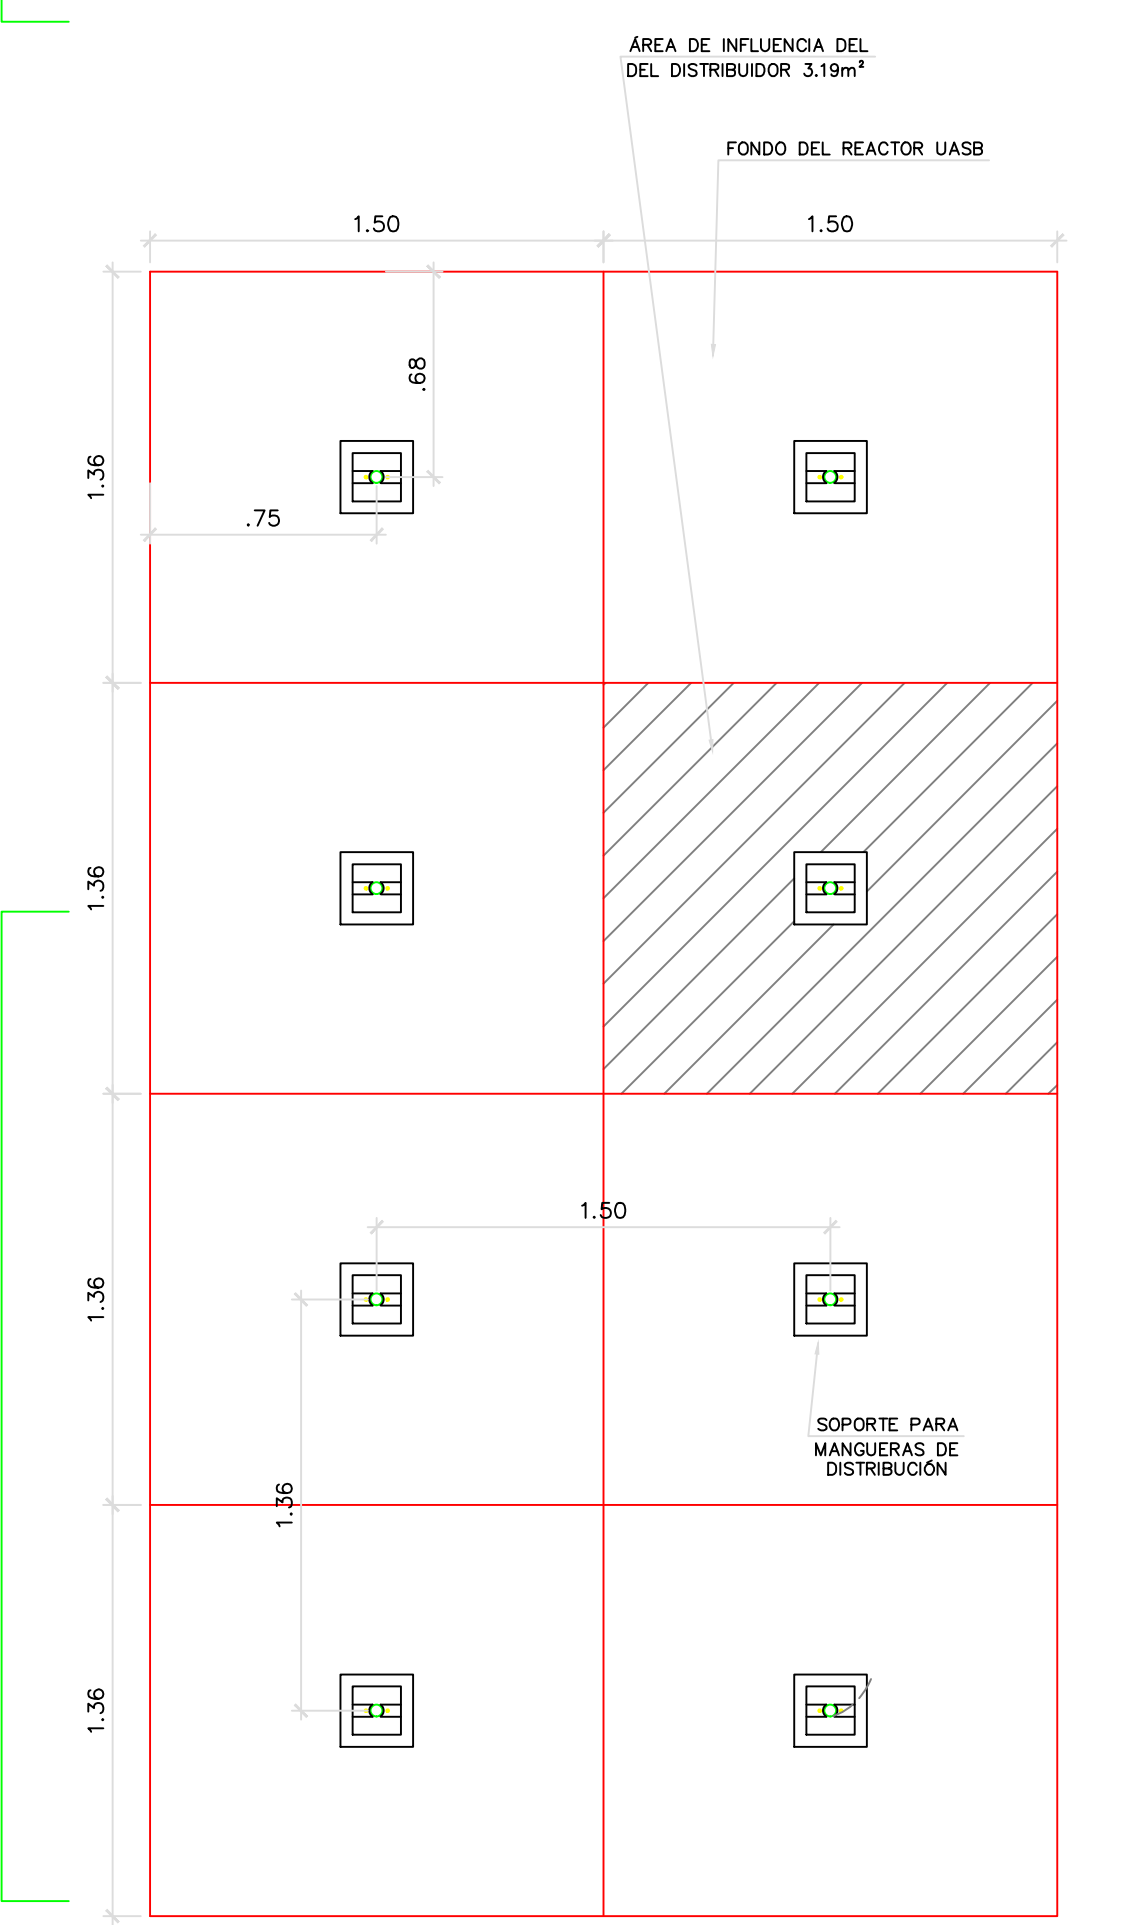 ÁREA DE INFLUENCIA DEL
DEL DISTRIBUIDOR 3.19m²
FONDO DEL REACTOR UASB
1.50
1.50
.68
1.36
.75
1.36
1.50
1.36
SOPORTE PARA
MANGUERAS DE
DISTRIBUCIÓN
1.36
1.36